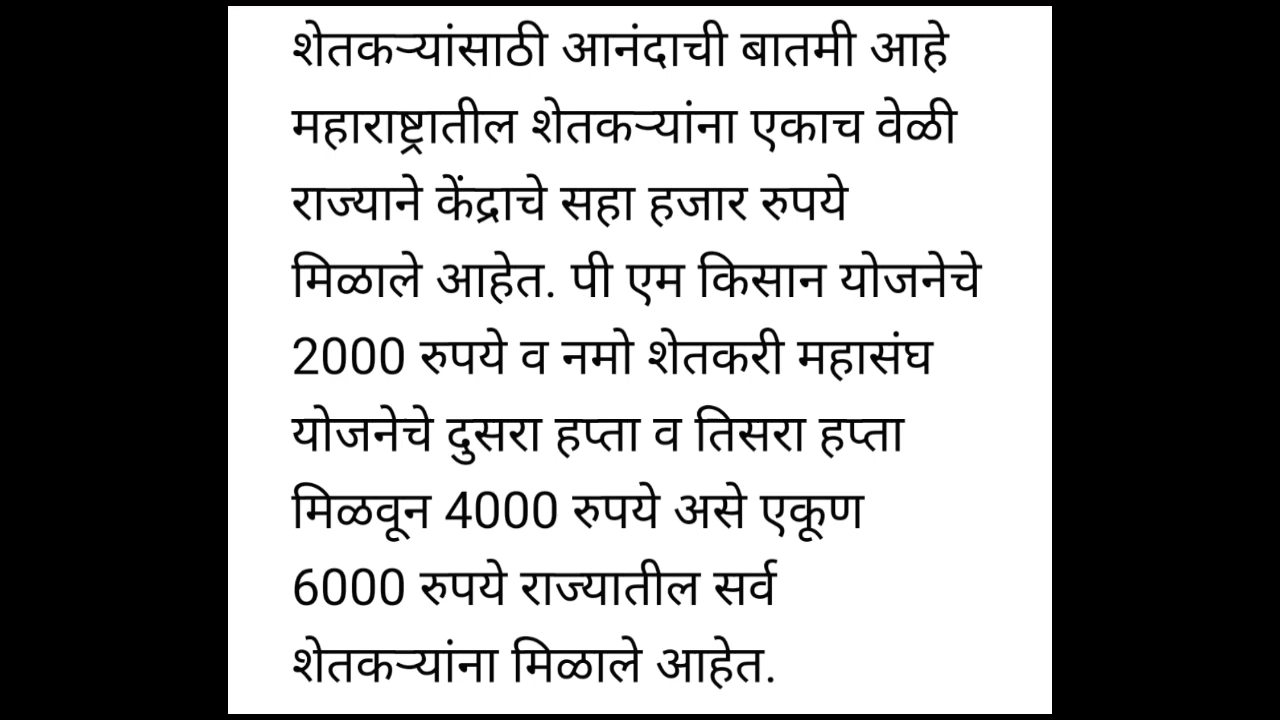 शेतकऱ्यांसाठी आनंदाची बातमी आहे
महाराष्ट्रातील शेतकऱ्यांना एकाच वेळी
राज्याने केंद्राचे सहा हजार रुपये
मिळाले आहेत. पी एम किसान योजनेचे
2000 रुपये व नमो शेतकरी महासंघ
योजनेचे दुसरा हप्ता व तिसरा हप्ता
मिळवून 4000 रुपये असे एकूण
6000 रुपये राज्यातील सर्व
शेतकऱ्यांना मिळाले आहेत.